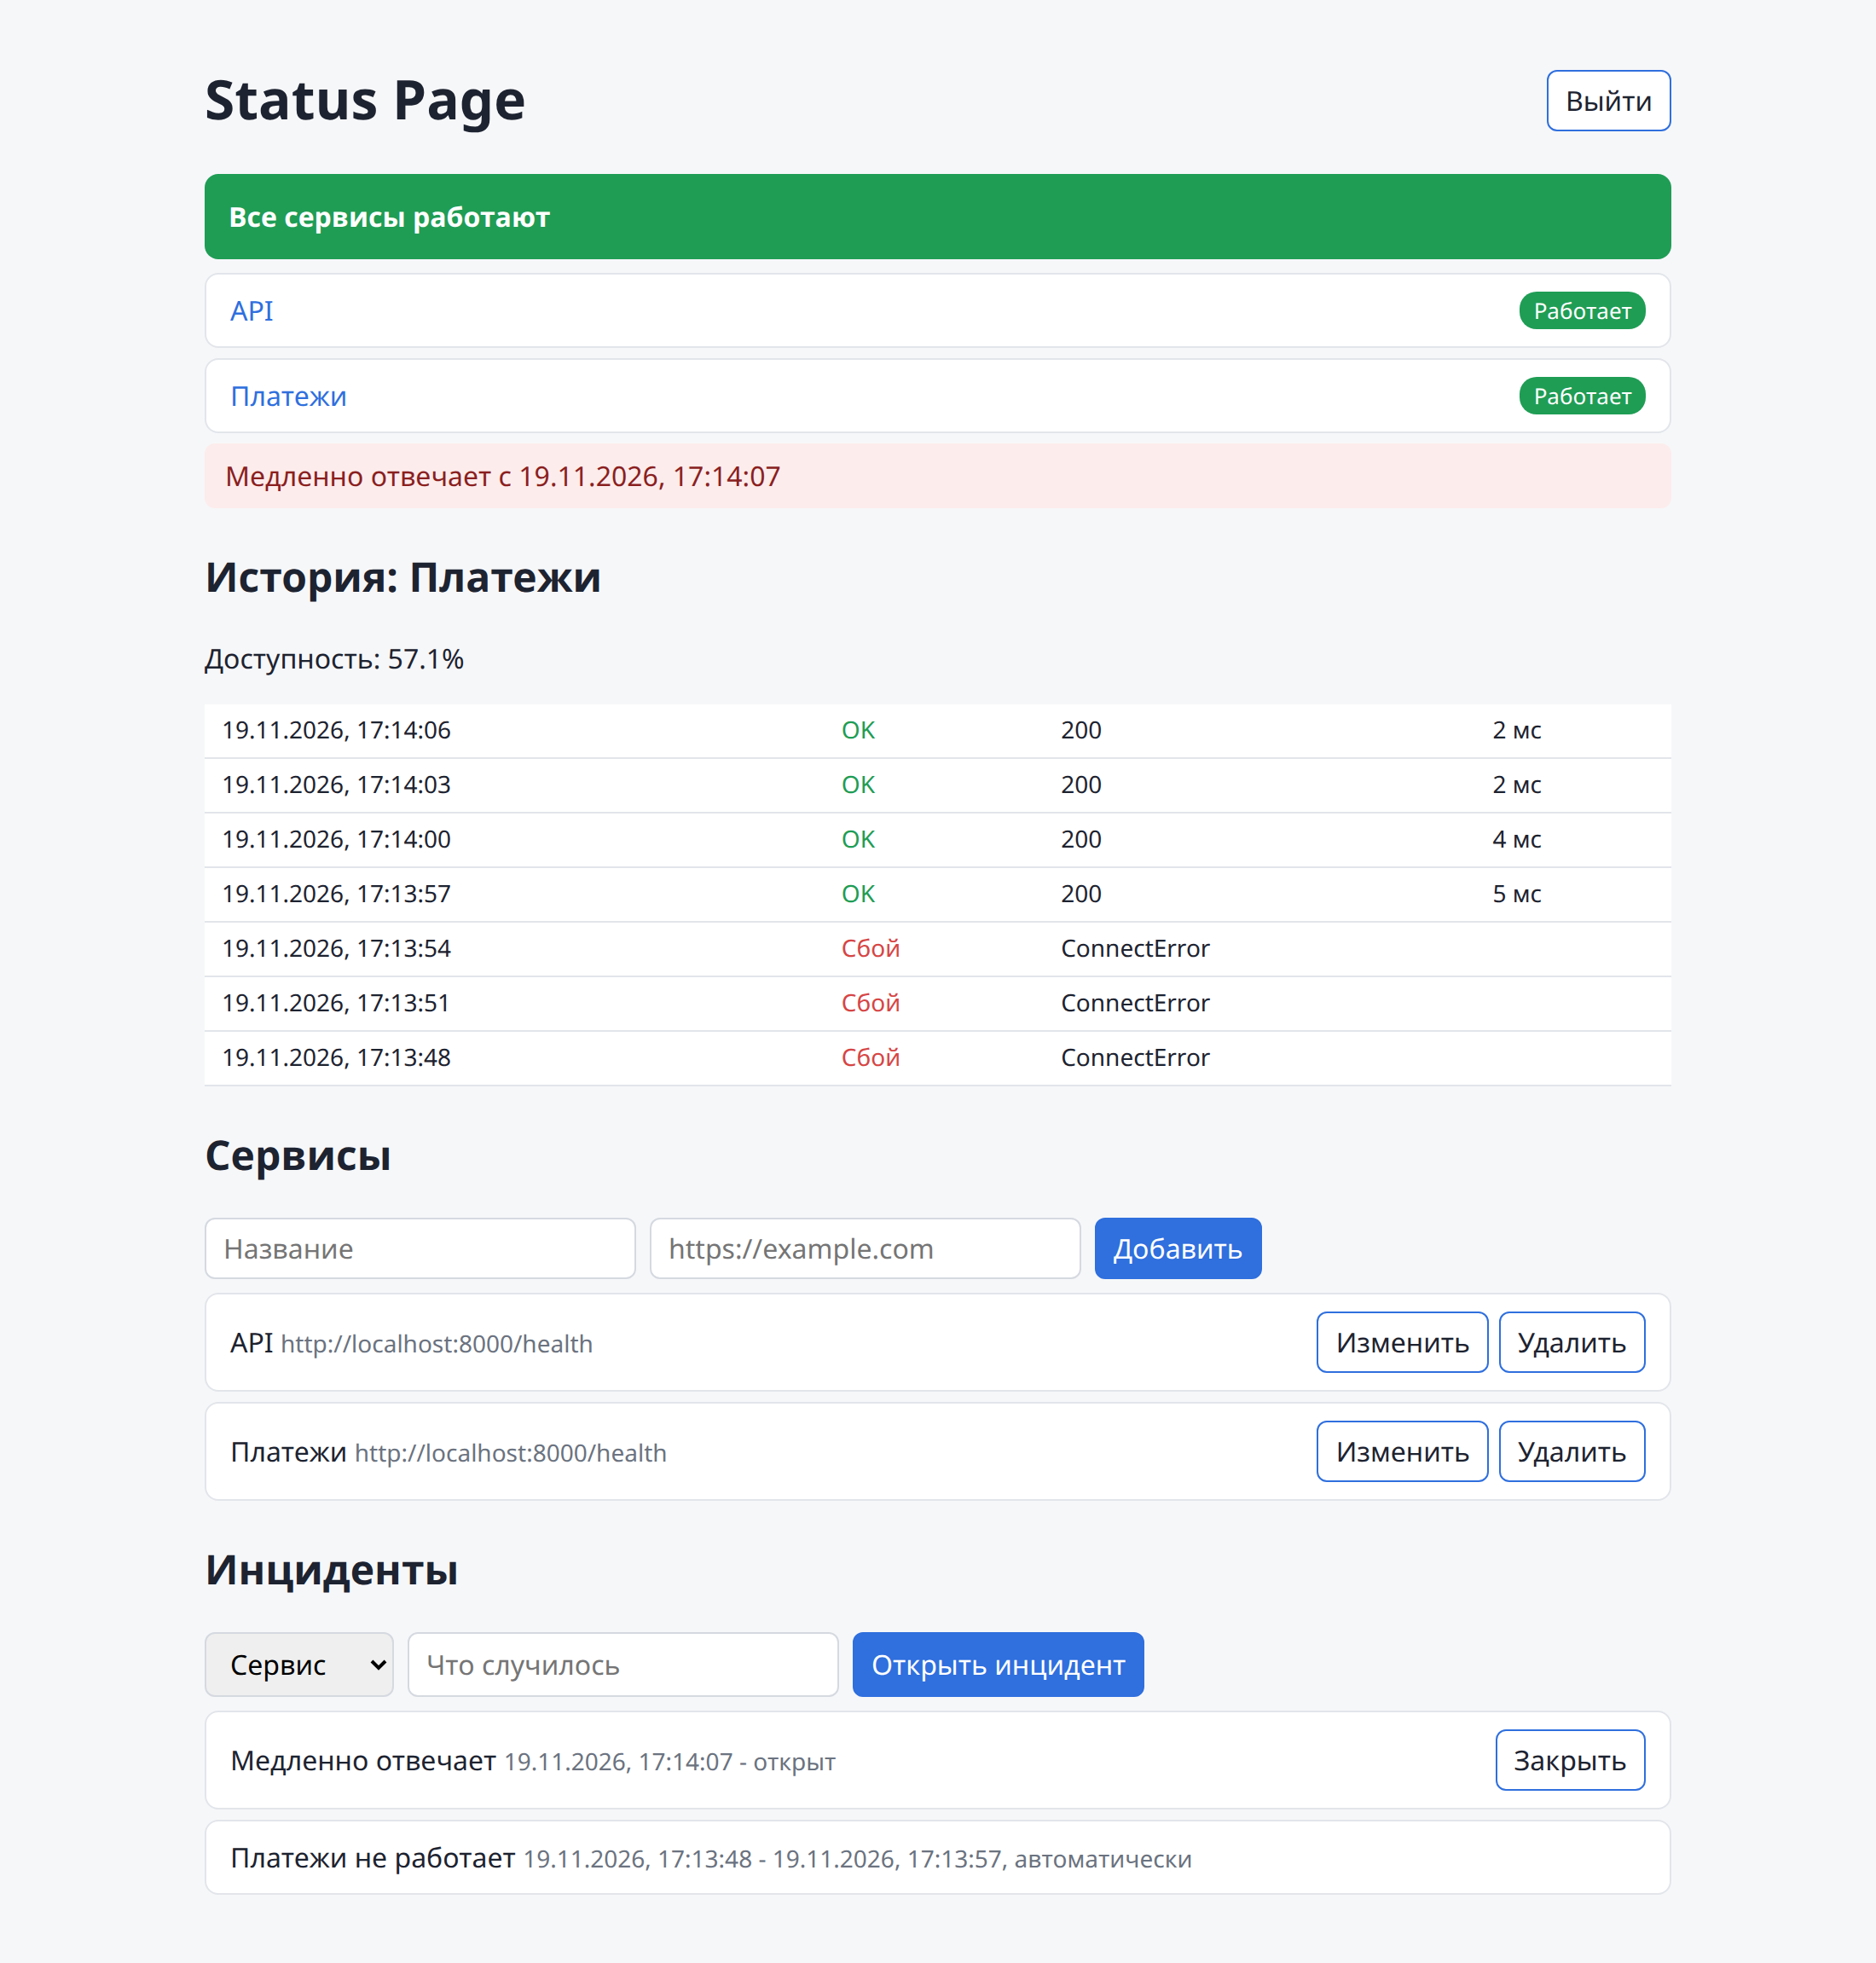 Status Page
Выйти
Все сервисы работают
API Работает
Платежи Работает
Медленно отвечает с 19.11.2026, 17:14:07
История: Платежи
Доступность: 57.1%
19.11.2026, 17:14:06 OK 200 2 мс
19.11.2026, 17:14:03 OK 200 2 мс
19.11.2026, 17:14:00 OK 200 4 мс
19.11.2026, 17:13:57 OK 200 5 мс
19.11.2026, 17:13:54 Сбой ConnectError
19.11.2026, 17:13:51 Сбой ConnectError
19.11.2026, 17:13:48 Сбой ConnectError
Сервисы
Название https://example.com Добавить
API http://localhost:8000/health Изменить Удалить
Платежи http://localhost:8000/health Изменить Удалить
Инциденты
Сервис Что случилось Открыть инцидент
Медленно отвечает 19.11.2026, 17:14:07 - открыт Закрыть
Платежи не работает 19.11.2026, 17:13:48 - 19.11.2026, 17:13:57, автоматически